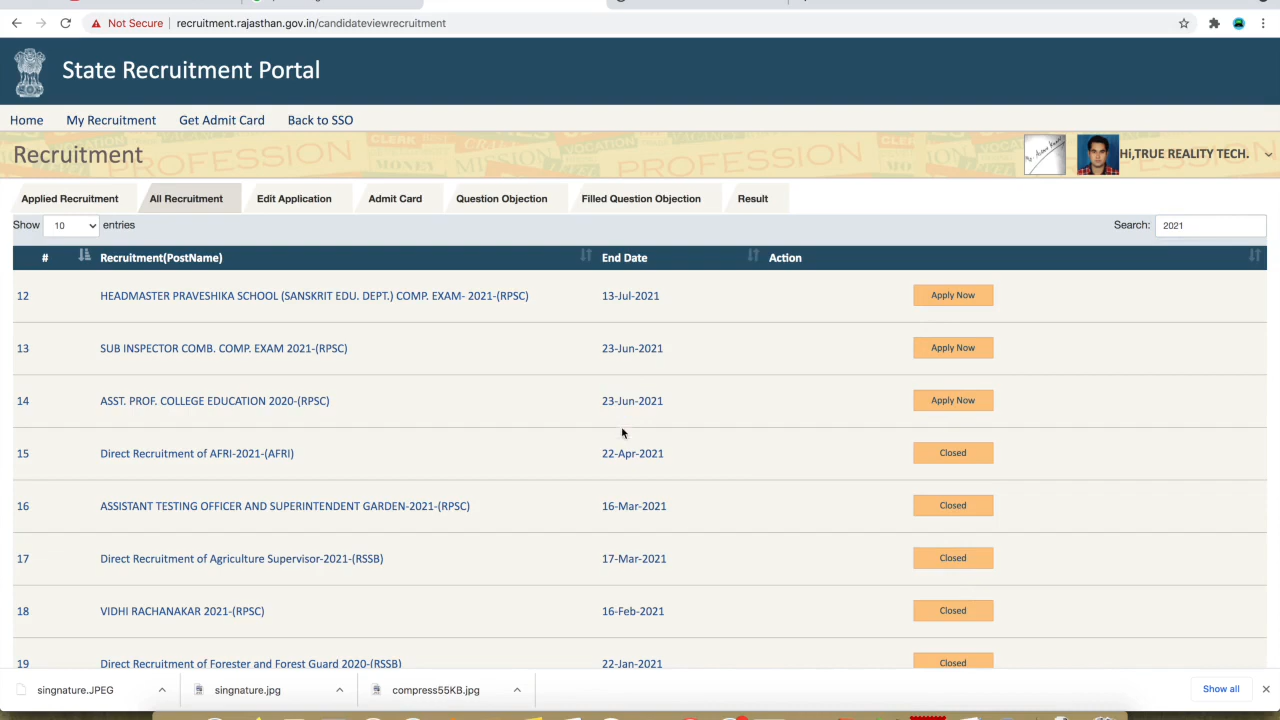 Not Secure recruitment.rajasthan.gov.in/candidateviewrecruitment
State Recruitment Portal
Home My Recruitment Get Admit Card Back to SSO
Recruitment
PROFESSION
Hi,TRUE REALITY TECH.
Applied Recruitment All Recruitment Edit Application Admit Card Question Objection Filled Question Objection Result
Show 10 entries Search: 2021
# Recruitment(PostName) End Date Action
12 HEADMASTER PRAVESHIKA SCHOOL (SANSKRIT EDU. DEPT.) COMP. EXAM- 2021-(RPSC) 13-Jul-2021 Apply Now
13 SUB INSPECTOR COMB. COMP. EXAM 2021-(RPSC) 23-Jun-2021 Apply Now
14 ASST. PROF. COLLEGE EDUCATION 2020-(RPSC) 23-Jun-2021 Apply Now
15 Direct Recruitment of AFRI-2021-(AFRI) 22-Apr-2021 Closed
16 ASSISTANT TESTING OFFICER AND SUPERINTENDENT GARDEN-2021-(RPSC) 16-Mar-2021 Closed
17 Direct Recruitment of Agriculture Supervisor-2021-(RSSB) 17-Mar-2021 Closed
18 VIDHI RACHANAKAR 2021-(RPSC) 16-Feb-2021 Closed
19 Direct Recruitment of Forester and Forest Guard 2020-(RSSB) 22-Jan-2021 Closed
singnature.JPEG singnature.jpg compress55KB.jpg Show all